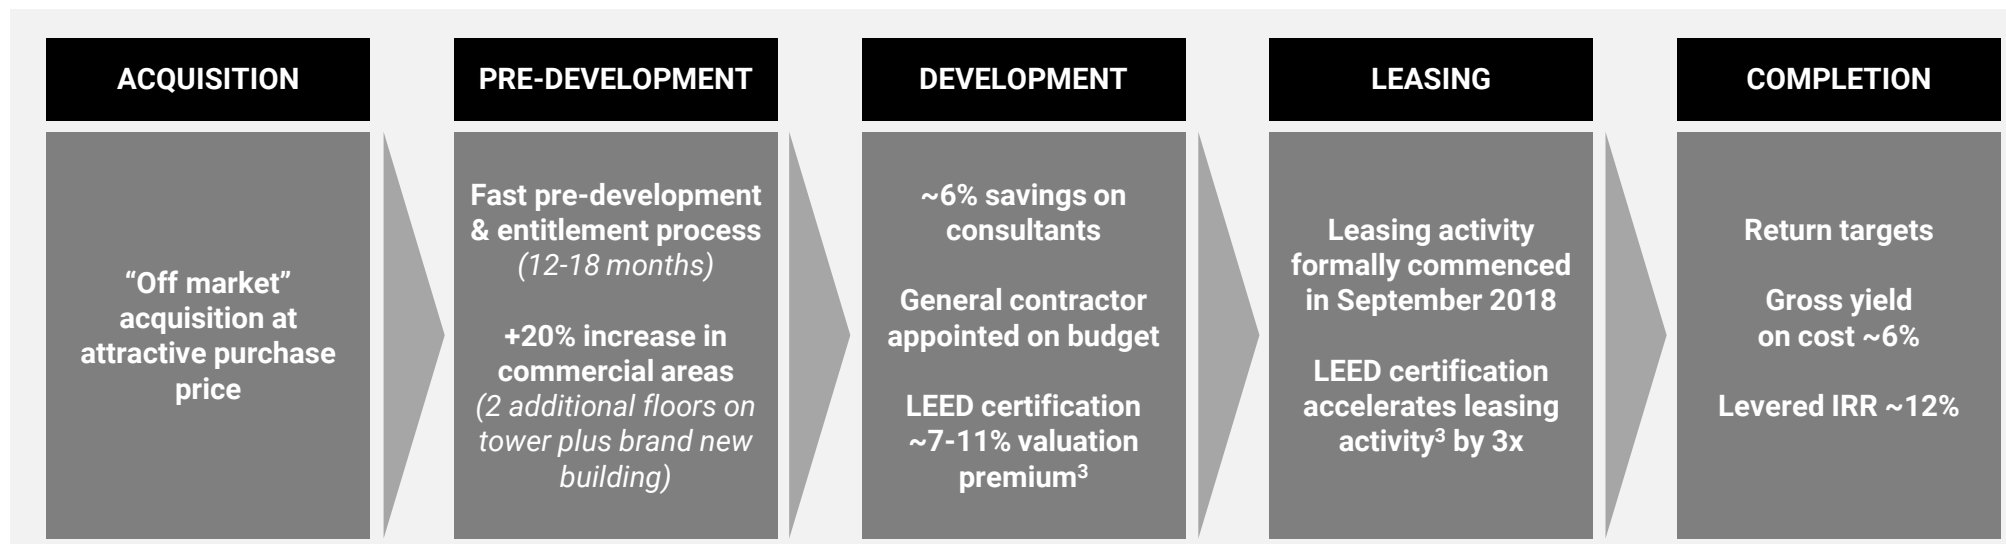 ACQUISITION
“Off market”
acquisition at
attractive purchase
price
PRE-DEVELOPMENT
Fast pre-development
& entitlement process
(12-18 months)
+20% increase in
commercial areas
(2 additional floors on
tower plus brand new
building)
DEVELOPMENT
~6% savings on
consultants
General contractor
appointed on budget
LEED certification
~7-11% valuation
premium³
LEASING
Leasing activity
formally commenced
in September 2018
LEED certification
accelerates leasing
activity³ by 3x
COMPLETION
Return targets
Gross yield
on cost ~6%
Levered IRR ~12%